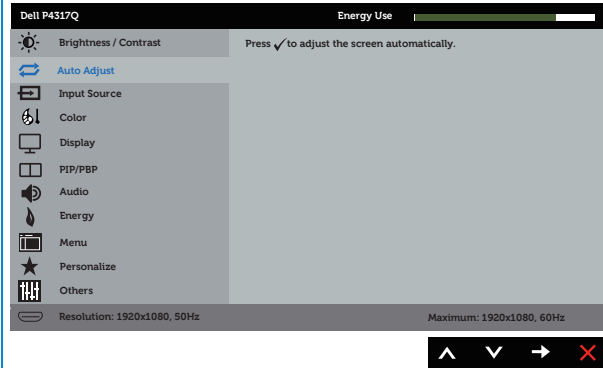 Dell P4317Q Energy Use
Brightness / Contrast
Press ✓ to adjust the screen automatically.
Auto Adjust
Input Source
Color
Display
PIP/PBP
Audio
Energy
Menu
Personalize
Others
Resolution: 1920x1080, 50Hz Maximum: 1920x1080, 60Hz